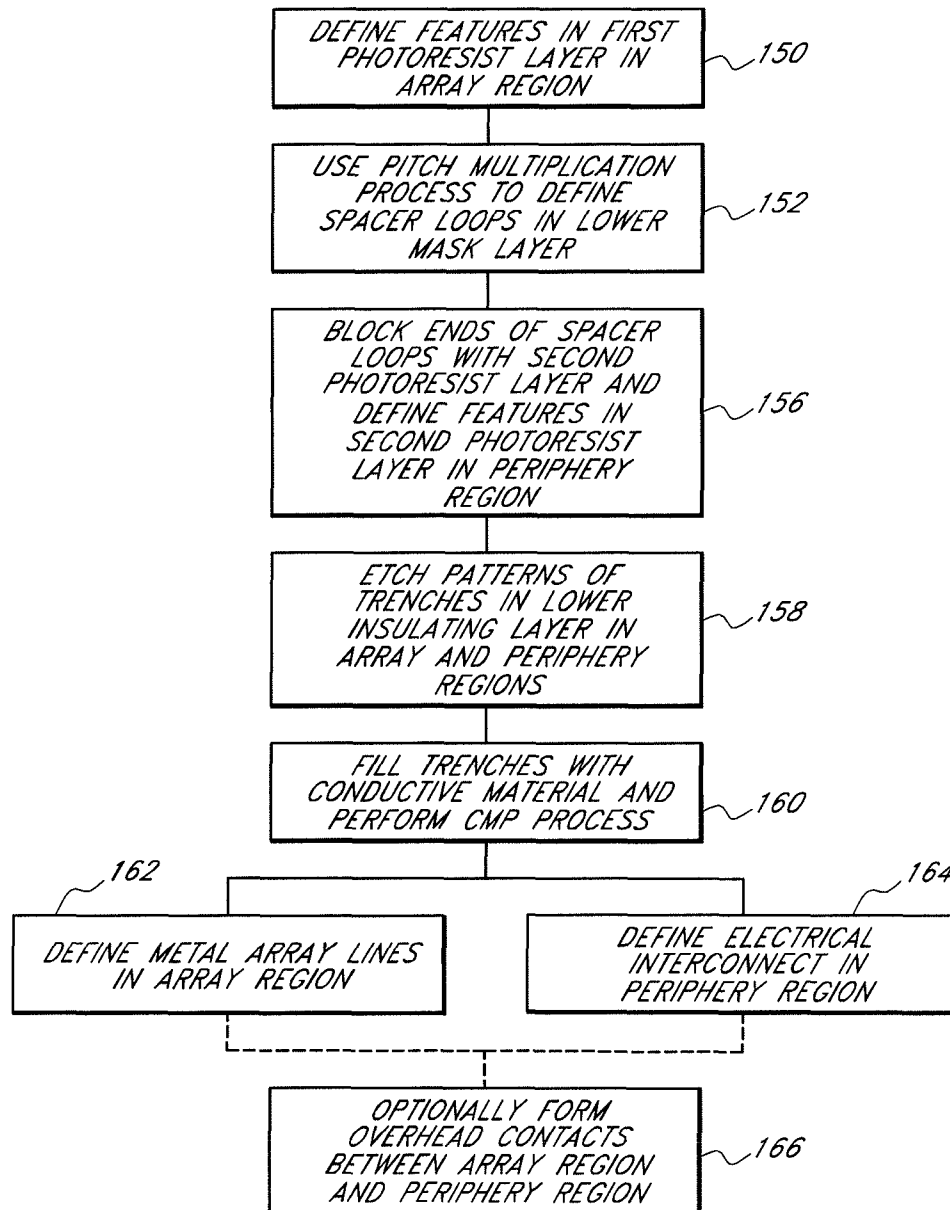 DEFINE FEATURES IN FIRST
PHOTORESIST LAYER IN
ARRAY REGION
150
USE PITCH MULTIPLICATION
PROCESS TO DEFINE
SPACER LOOPS IN LOWER
MASK LAYER
152
BLOCK ENDS OF SPACER
LOOPS WITH SECOND
PHOTORESIST LAYER AND
DEFINE FEATURES IN
SECOND PHOTORESIST
LAYER IN PERIPHERY
REGION
156
ETCH PATTERNS OF
TRENCHES IN LOWER
INSULATING LAYER IN
ARRAY AND PERIPHERY
REGIONS
158
FILL TRENCHES WITH
CONDUCTIVE MATERIAL AND
PERFORM CMP PROCESS
160
162
DEFINE METAL ARRAY LINES
IN ARRAY REGION
164
DEFINE ELECTRICAL
INTERCONNECT IN
PERIPHERY REGION
OPTIONALLY FORM
OVERHEAD CONTACTS
BETWEEN ARRAY REGION
AND PERIPHERY REGION
166